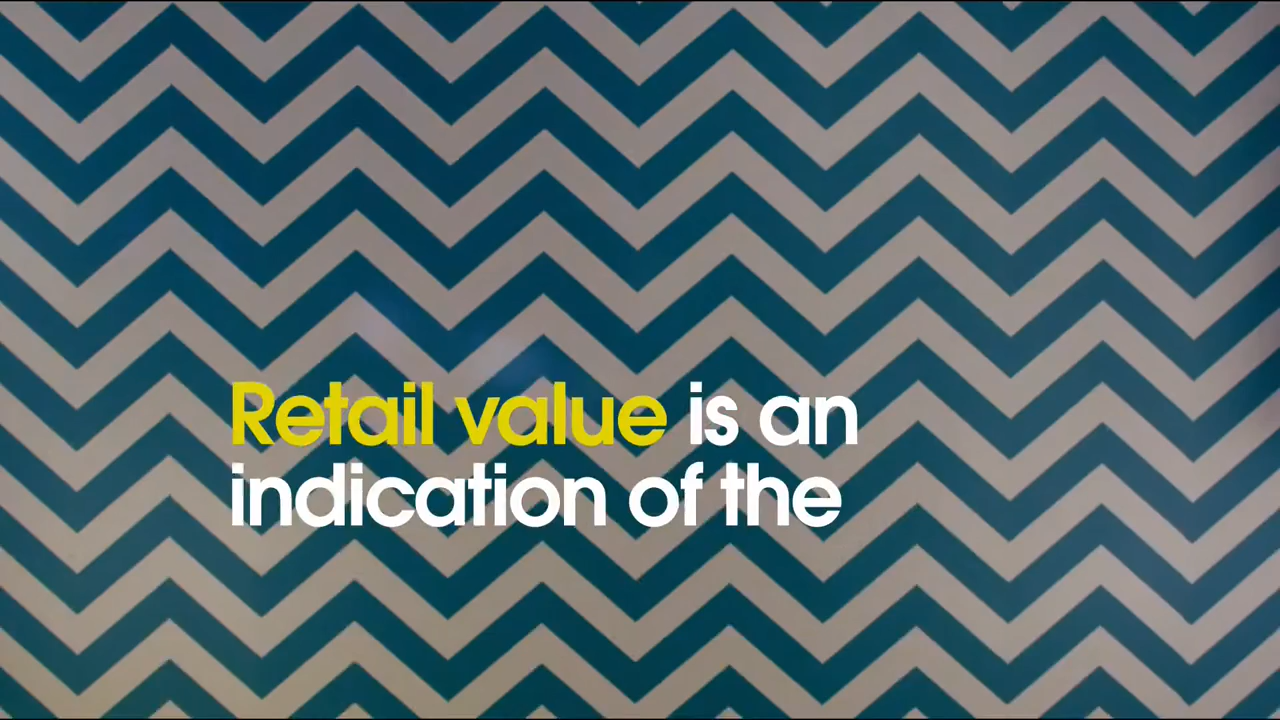 Retail value is an
indication of the